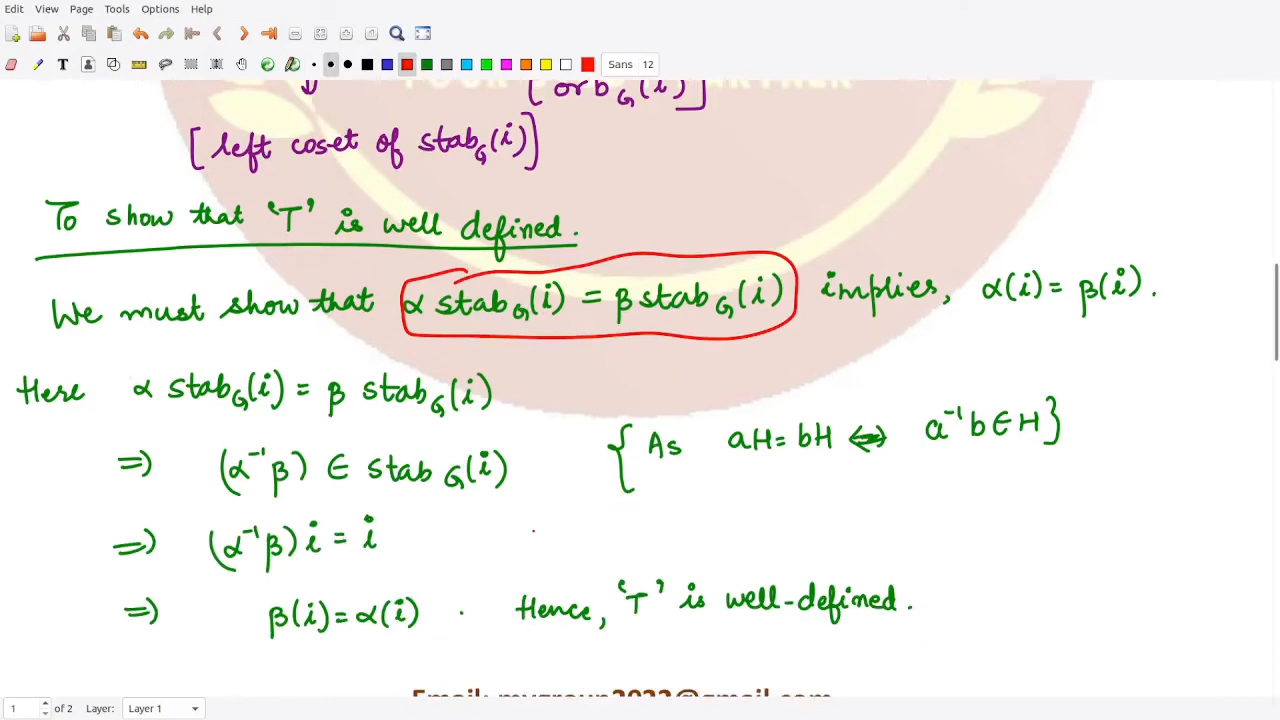 Edit View Page Tools Options Help
Sans 12
[orb_G(i)]
[left coset of stab_G(i)]
To show that 'T' is well defined.
We must show that α stab_G(i) = β stab_G(i) implies, α(i) = β(i).
Here α stab_G(i) = β stab_G(i)
{ As aH = bH ⇔ a⁻¹b ∈ H }
⇒ (α⁻¹β) ∈ stab_G(i)
⇒ (α⁻¹β) i = i
⇒ β(i) = α(i) . Hence, 'T' is well-defined.
1 of 2 Layer: Layer 1